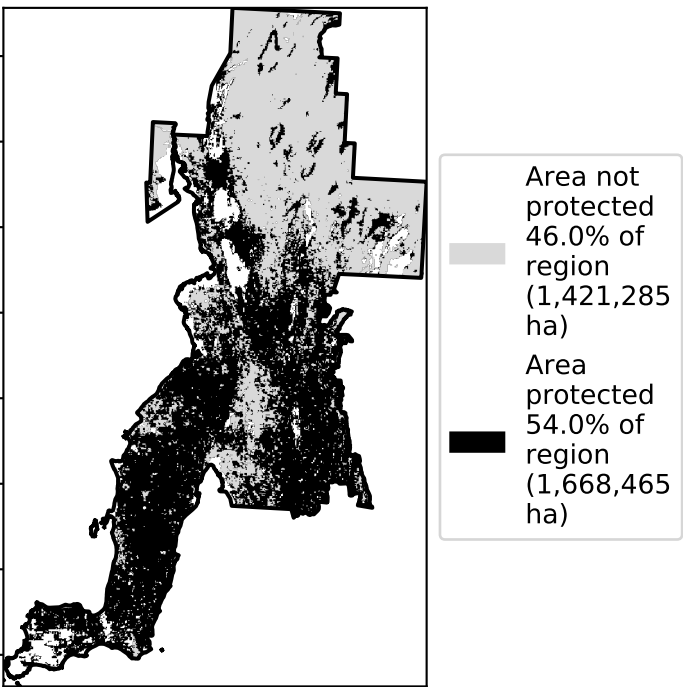 Area not
protected
46.0% of
region
(1,421,285
ha)
Area
protected
54.0% of
region
(1,668,465
ha)